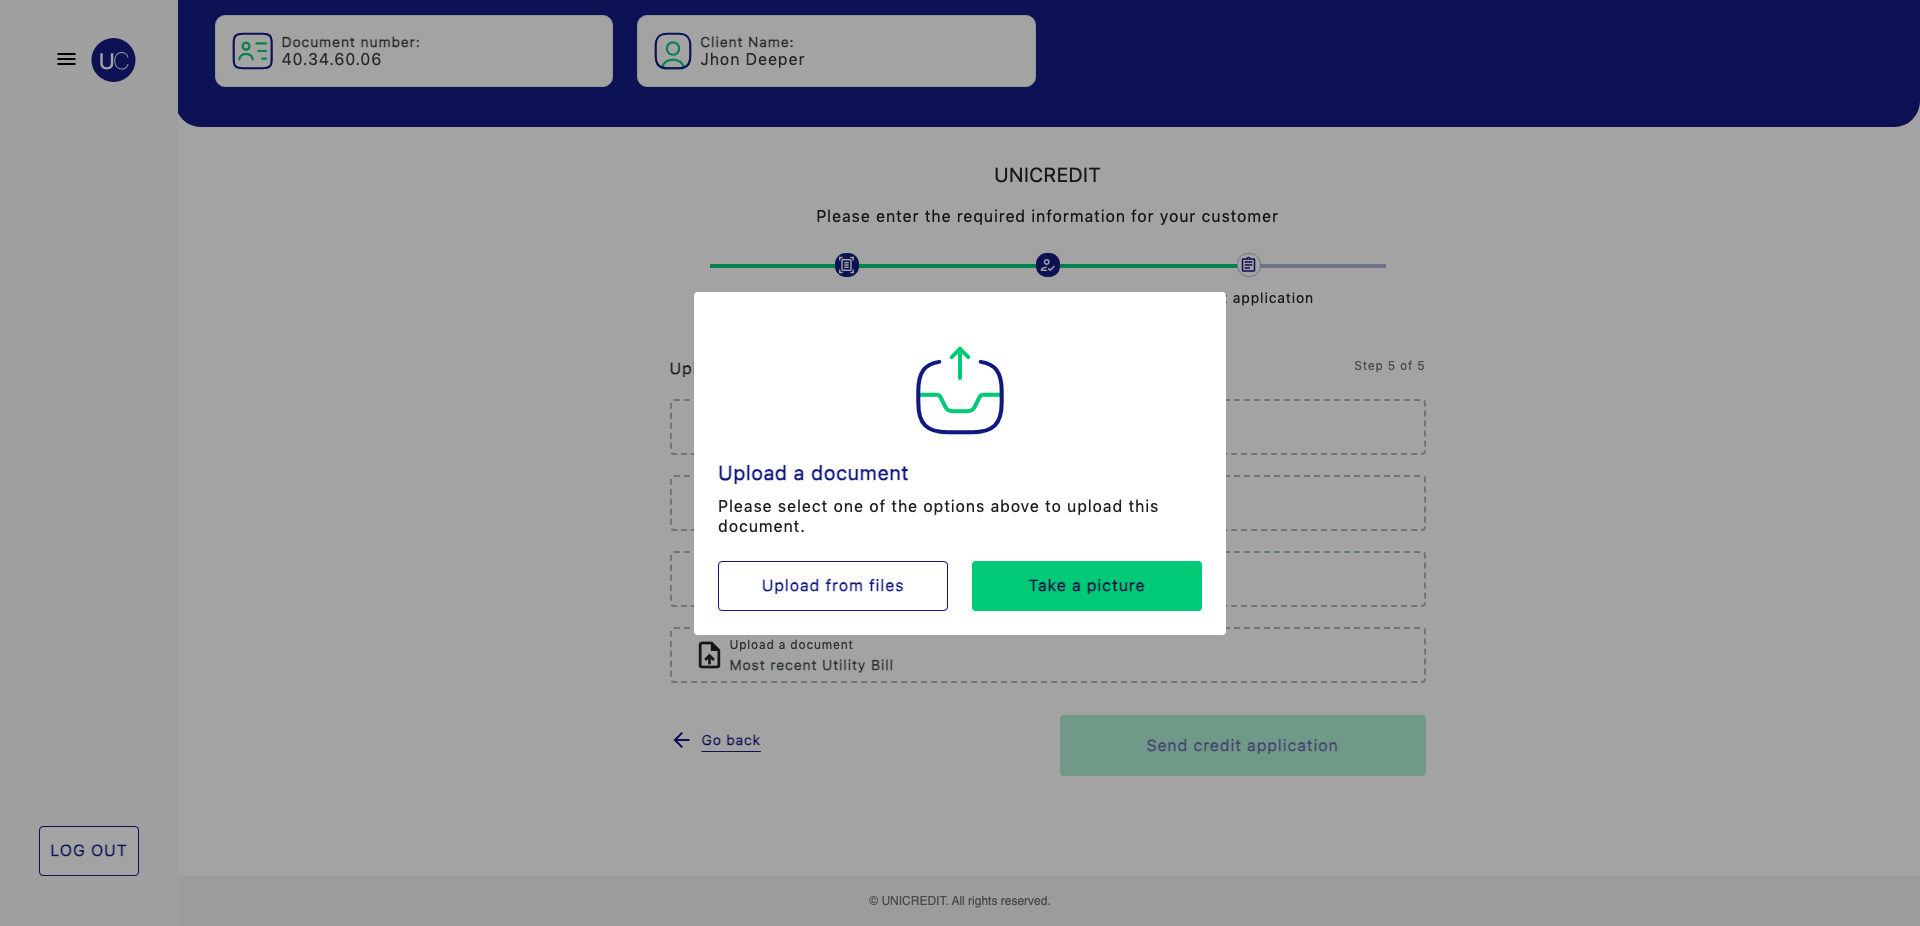 UC
Document number:
40.34.60.06
Client Name:
Jhon Deeper
UNICREDIT
Please enter the required information for your customer
application
Step 5 of 5
Upload a document
Please select one of the options above to upload this
document.
Upload from files
Take a picture
Upload a document
Most recent Utility Bill
Go back
Send credit application
LOG OUT
© UNICREDIT. All rights reserved.